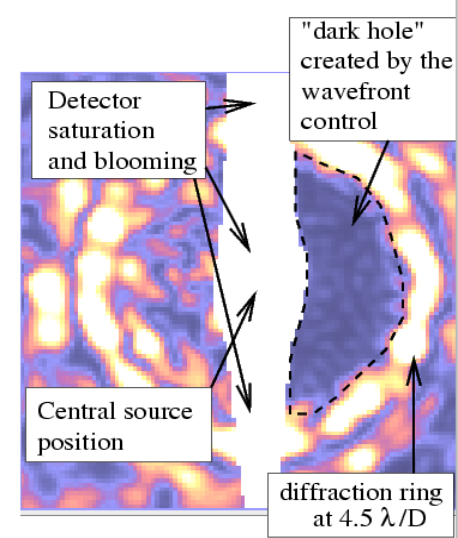 "dark hole"
created by the
wavefront
control
Detector
saturation
and blooming
Central source
position
diffraction ring
at 4.5 λ/D